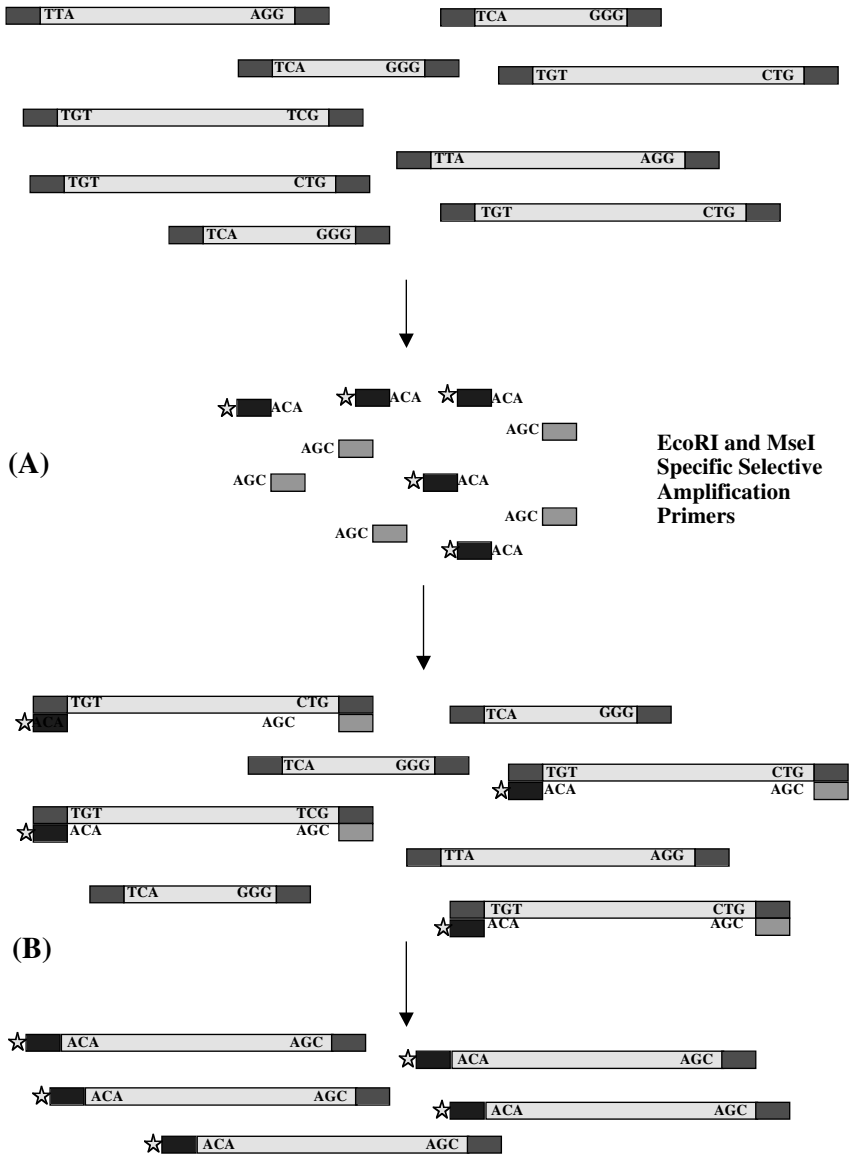 TTA AGG
TCA GGG
TCA GGG
TGT CTG
TGT TCG
TTA AGG
TGT CTG
TGT CTG
TCA GGG
ACA
ACA
ACA
AGC
AGC
(A)
EcoRI and MseI
Specific Selective
Amplification
Primers
AGC
ACA
AGC
AGC
ACA
TGT CTG
ACA AGC
TCA GGG
TCA GGG
TGT CTG
ACA AGC
TGT TCG
ACA AGC
TTA AGG
TCA GGG
TGT CTG
ACA AGC
(B)
ACA AGC
ACA AGC
ACA AGC
ACA AGC
ACA AGC